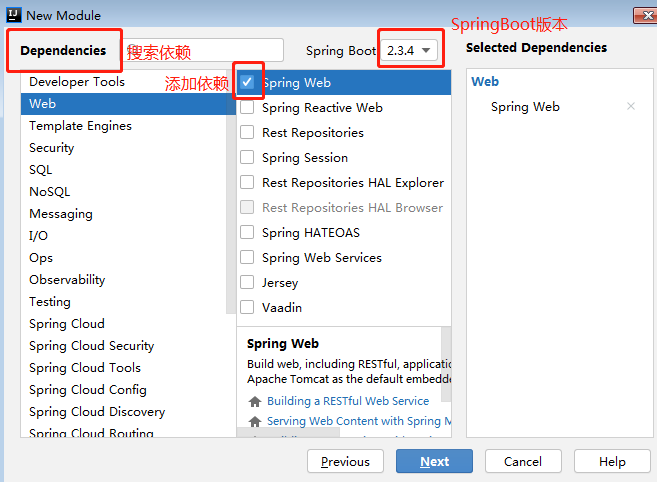 New Module
SpringBoot版本
Dependencies
搜索依赖
Spring Boot 2.3.4
Selected Dependencies
添加依赖
Developer Tools
Web
Template Engines
Security
SQL
NoSQL
Messaging
I/O
Ops
Observability
Testing
Spring Cloud
Spring Cloud Security
Spring Cloud Tools
Spring Cloud Config
Spring Cloud Discovery
Spring Cloud Routing
Spring Web
Spring Reactive Web
Rest Repositories
Spring Session
Rest Repositories HAL Explorer
Rest Repositories HAL Browser
Spring HATEOAS
Spring Web Services
Jersey
Vaadin
Spring Web
Build web, including RESTful, application
Apache Tomcat as the default embedde
Building a RESTful Web Service
Serving Web Content with Spring M
Web
Spring Web
Previous
Next
Cancel
Help